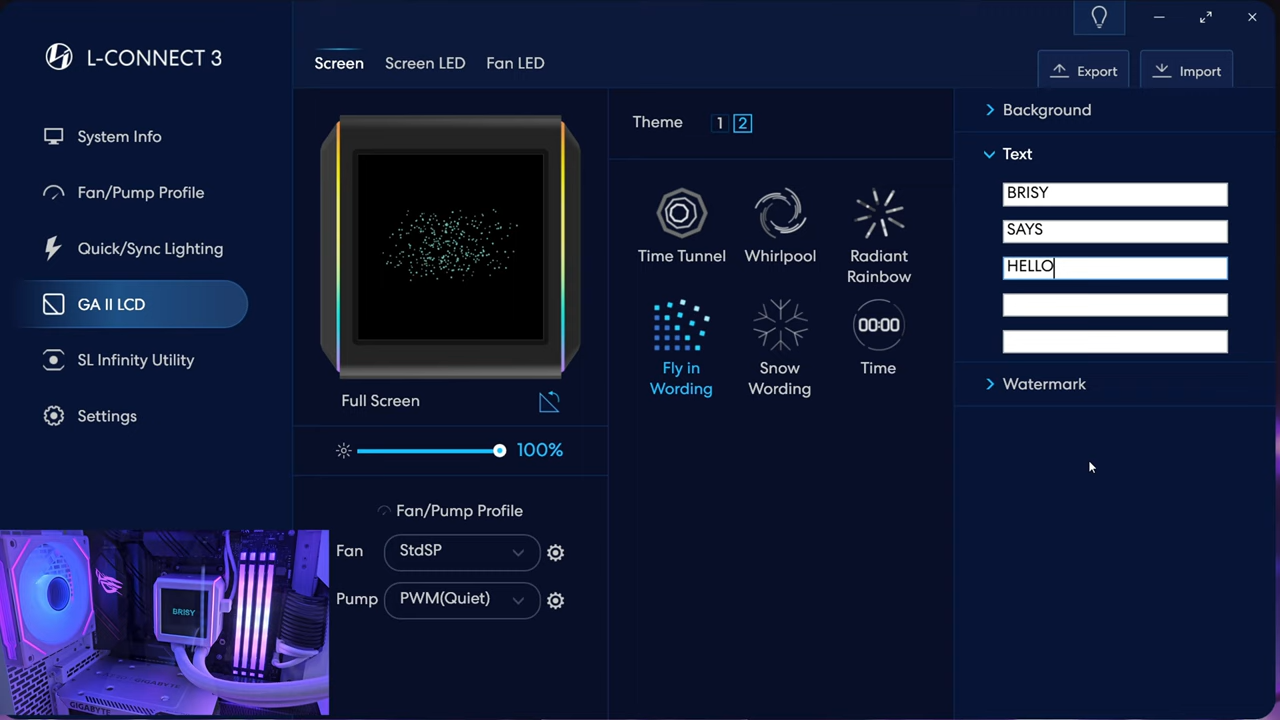 L-CONNECT 3
System Info
Fan/Pump Profile
Quick/Sync Lighting
GA II LCD
SL Infinity Utility
Settings
Screen
Screen LED
Fan LED
Export
Import
Full Screen
100%
Fan/Pump Profile
Fan
StdSP
Pump
PWM(Quiet)
Theme
1
2
Time Tunnel
Whirlpool
Radiant
Rainbow
Fly in
Wording
Snow
Wording
00:00
Time
Background
Text
BRISY
SAYS
HELLO
Watermark
BRISY
GIGABYTE
GIGABYTE